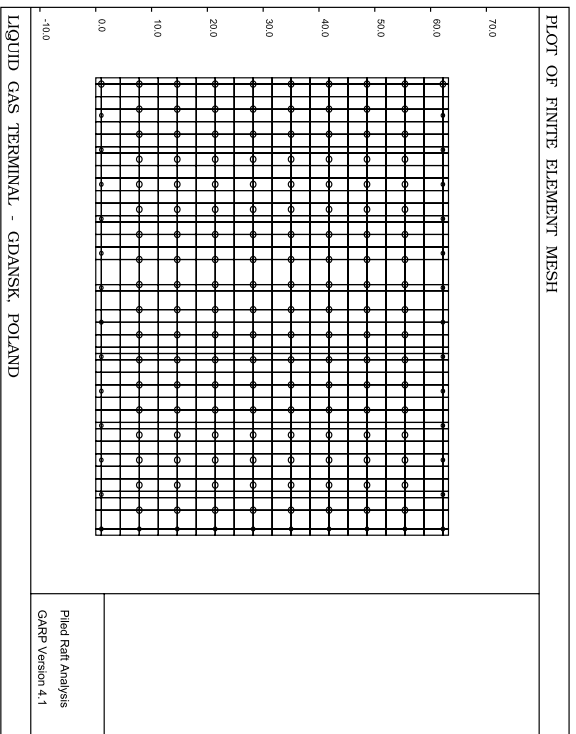 PLOT OF FINITE ELEMENT MESH
70.0
60.0
50.0
40.0
30.0
20.0
10.0
0.0
-10.0
Piled Raft Analysis
GARP Version 4.1
LIQUID GAS TERMINAL - GDANSK. POLAND